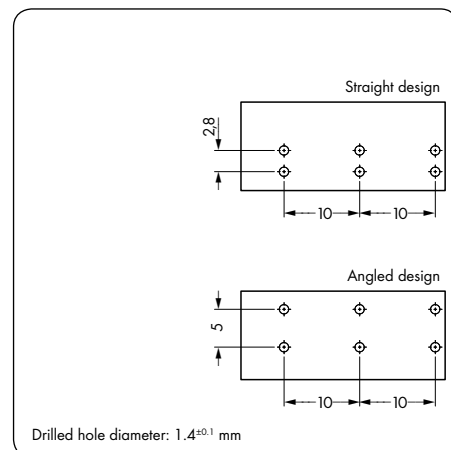 Straight design
2,8
10 10
Angled design
5
10 10
Drilled hole diameter: 1.4±0.1 mm